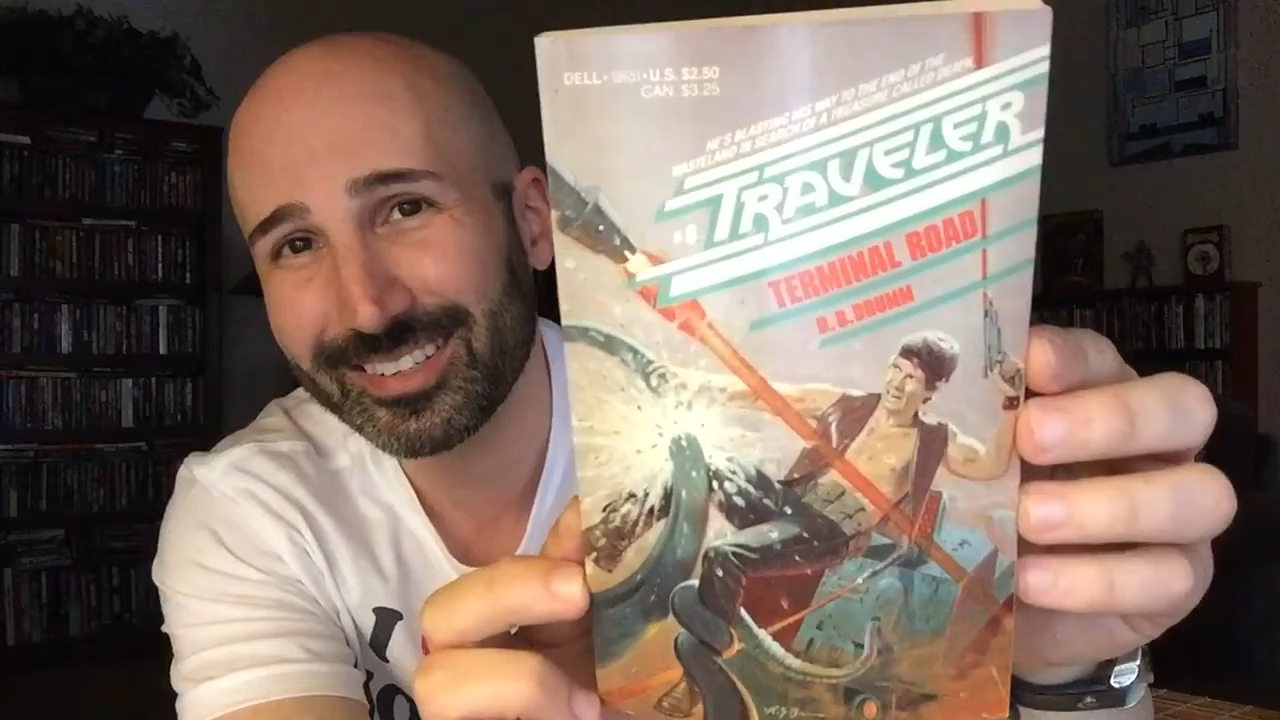 DELL • U.S. $2.50
CAN. $3.25
HE'S BLASTING HIS WAY TO THE END OF THE
WASTELAND IN SEARCH OF A TREASURE CALLED DEATH.
TRAVELER
TERMINAL ROAD
D. B. DRUMM
I